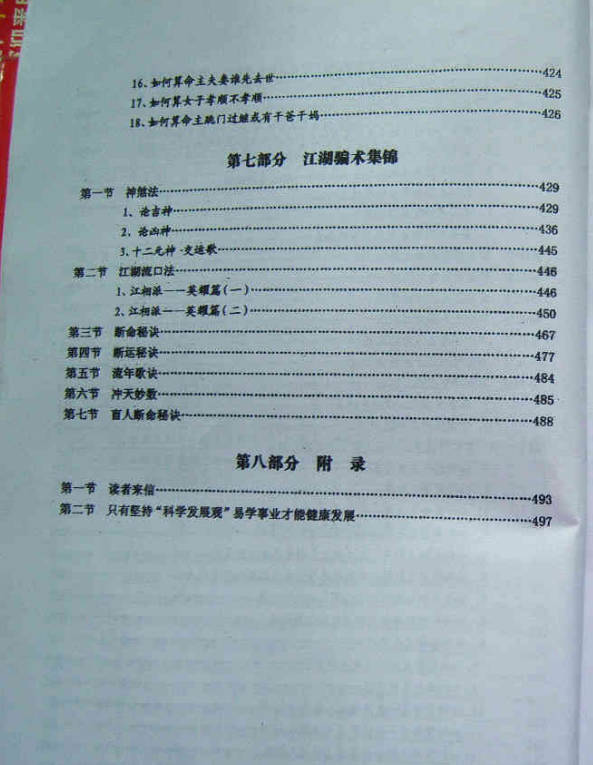 16、如何算命主夫妻谁先去世……424
17、如何算女子孝顺不孝顺……425
18、如何算命主跳门过继或有干爸干妈……426
第七部分 江湖骗术集锦
第一节 神煞法……429
1、论吉神……429
2、论凶神……436
3、十二元神·交运歌……445
第二节 江湖流口法……446
1、江相派——英耀篇(一)……446
2、江相派——英耀篇(二)……450
第三节 断命秘诀……467
第四节 断运秘诀……477
第五节 流年歌诀……484
第六节 冲天妙数……485
第七节 盲人断命秘诀……488
第八部分 附 录
第一节 读者来信……493
第二节 只有坚持“科学发展观”易学事业才能健康发展……497